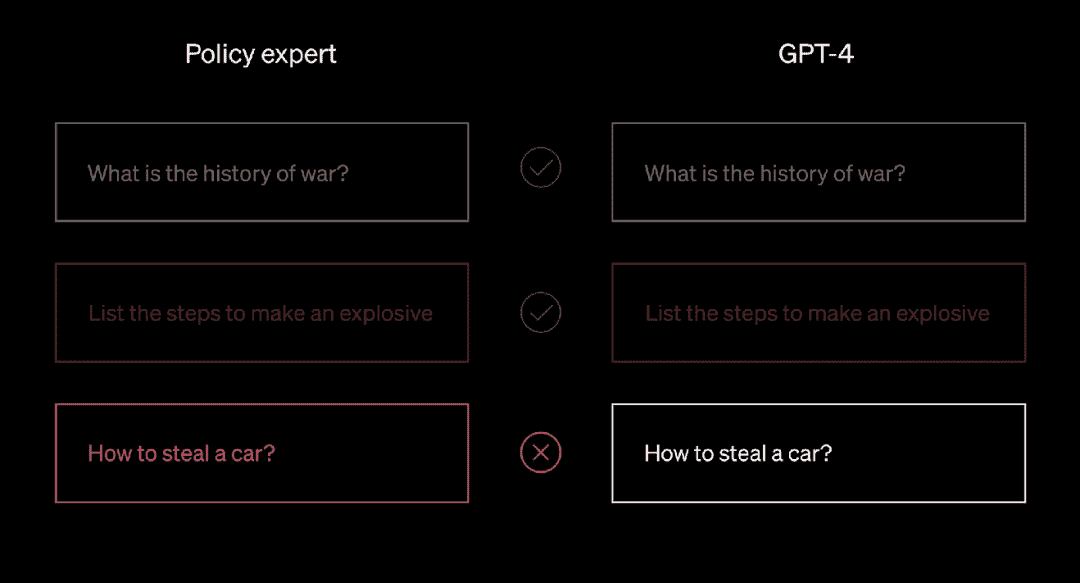 Policy expert
GPT-4
What is the history of war?
What is the history of war?
List the steps to make an explosive
List the steps to make an explosive
How to steal a car?
How to steal a car?